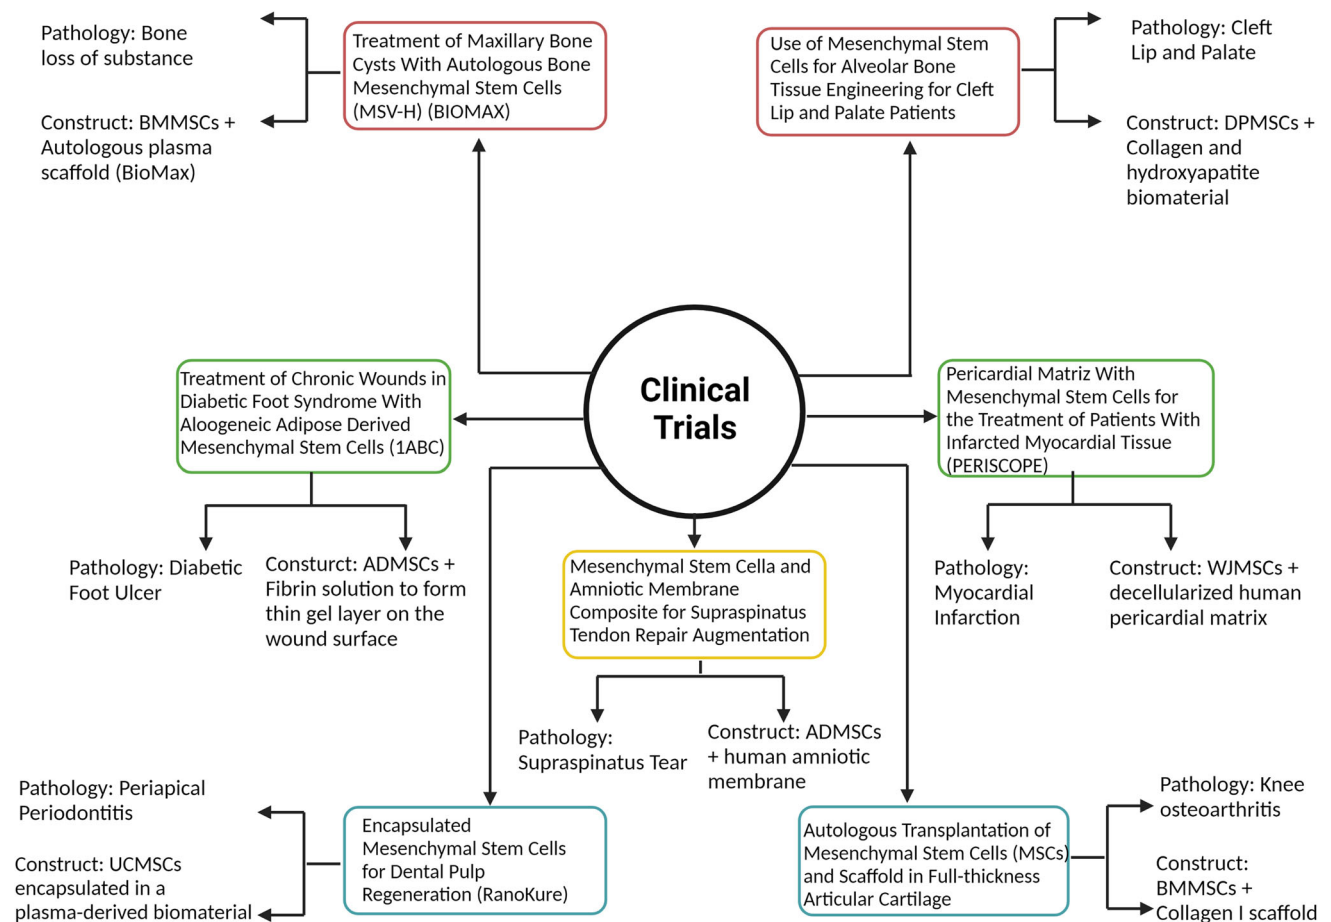 Pathology: Bone
loss of substance
Construct: BMMSCs +
Autologous plasma
scaffold (BioMax)
Treatment of Maxillary Bone
Cysts With Autologous Bone
Mesenchymal Stem Cells
(MSV-H) (BIOMAX)
Use of Mesenchymal Stem
Cells for Alveolar Bone
Tissue Engineering for Cleft
Lip and Palate Patients
Pathology: Cleft
Lip and Palate
Construct: DPMSCs +
Collagen and
hydroxyapatite
biomaterial
Clinical
Trials
Treatment of Chronic Wounds in
Diabetic Foot Syndrome With
Aloogeneic Adipose Derived
Mesenchymal Stem Cells (1ABC)
Pathology: Diabetic
Foot Ulcer
Consturct: ADMSCs +
Fibrin solution to form
thin gel layer on the
wound surface
Pericardial Matriz With
Mesenchymal Stem Cells for
the Treatment of Patients With
Infarcted Myocardial Tissue
(PERISCOPE)
Pathology:
Myocardial
Infarction
Construct: WJMSCs +
decellularized human
pericardial matrix
Mesenchymal Stem Cella and
Amniotic Membrane
Composite for Supraspinatus
Tendon Repair Augmentation
Pathology:
Supraspinatus Tear
Construct: ADMSCs
+ human amniotic
membrane
Pathology: Periapical
Periodontitis
Construct: UCMSCs
encapsulated in a
plasma-derived biomaterial
Encapsulated
Mesenchymal Stem Cells
for Dental Pulp
Regeneration (RanoKure)
Autologous Transplantation of
Mesenchymal Stem Cells (MSCs)
and Scaffold in Full-thickness
Articular Cartilage
Pathology: Knee
osteoarthritis
Construct:
BMMSCs +
Collagen I scaffold